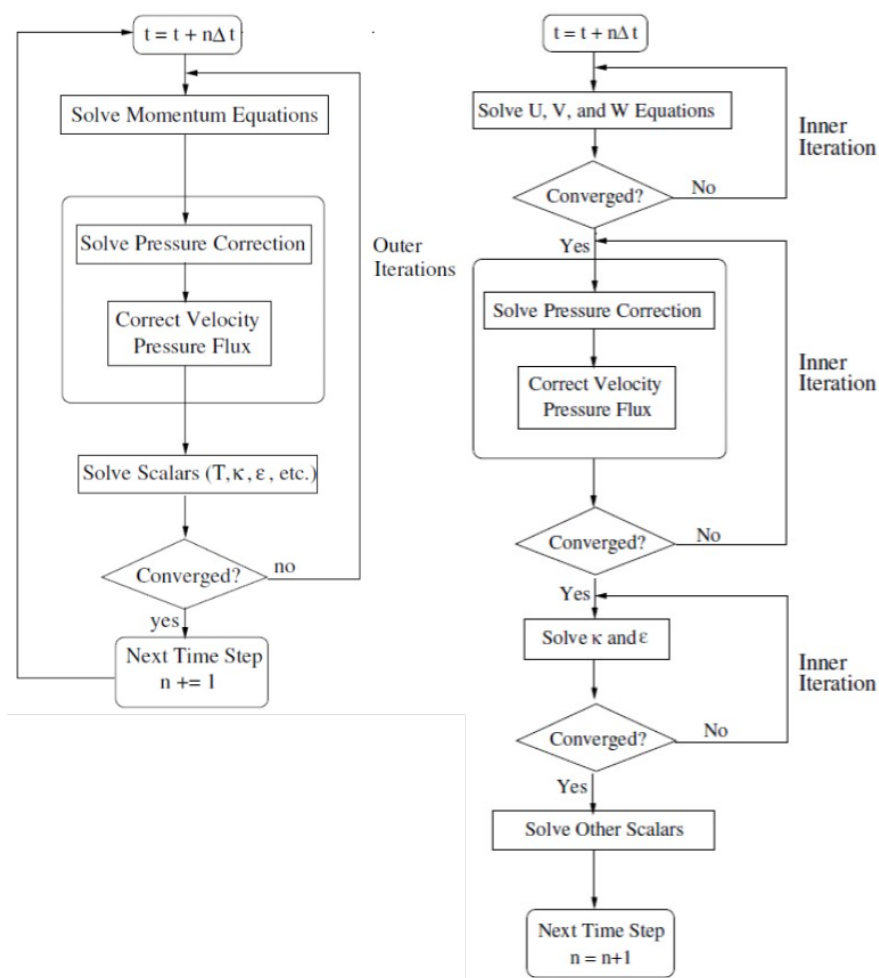 t = t + nΔt
Solve Momentum Equations
Solve Pressure Correction
Correct Velocity
Pressure Flux
Outer
Iterations
Solve Scalars (T, κ, ε, etc.)
Converged?
no
yes
Next Time Step
n += 1
t = t + nΔt
Solve U, V, and W Equations
Inner
Iteration
Converged?
No
Yes
Solve Pressure Correction
Correct Velocity
Pressure Flux
Inner
Iteration
Converged?
No
Yes
Solve κ and ε
Inner
Iteration
Converged?
No
Yes
Solve Other Scalars
Next Time Step
n = n+1